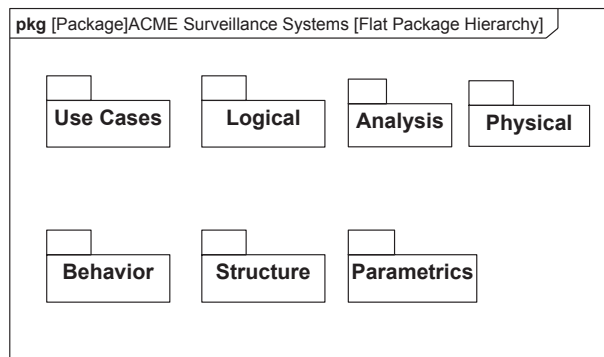 pkg [Package]ACME Surveillance Systems [Flat Package Hierarchy]
Use Cases
Logical
Analysis
Physical
Behavior
Structure
Parametrics